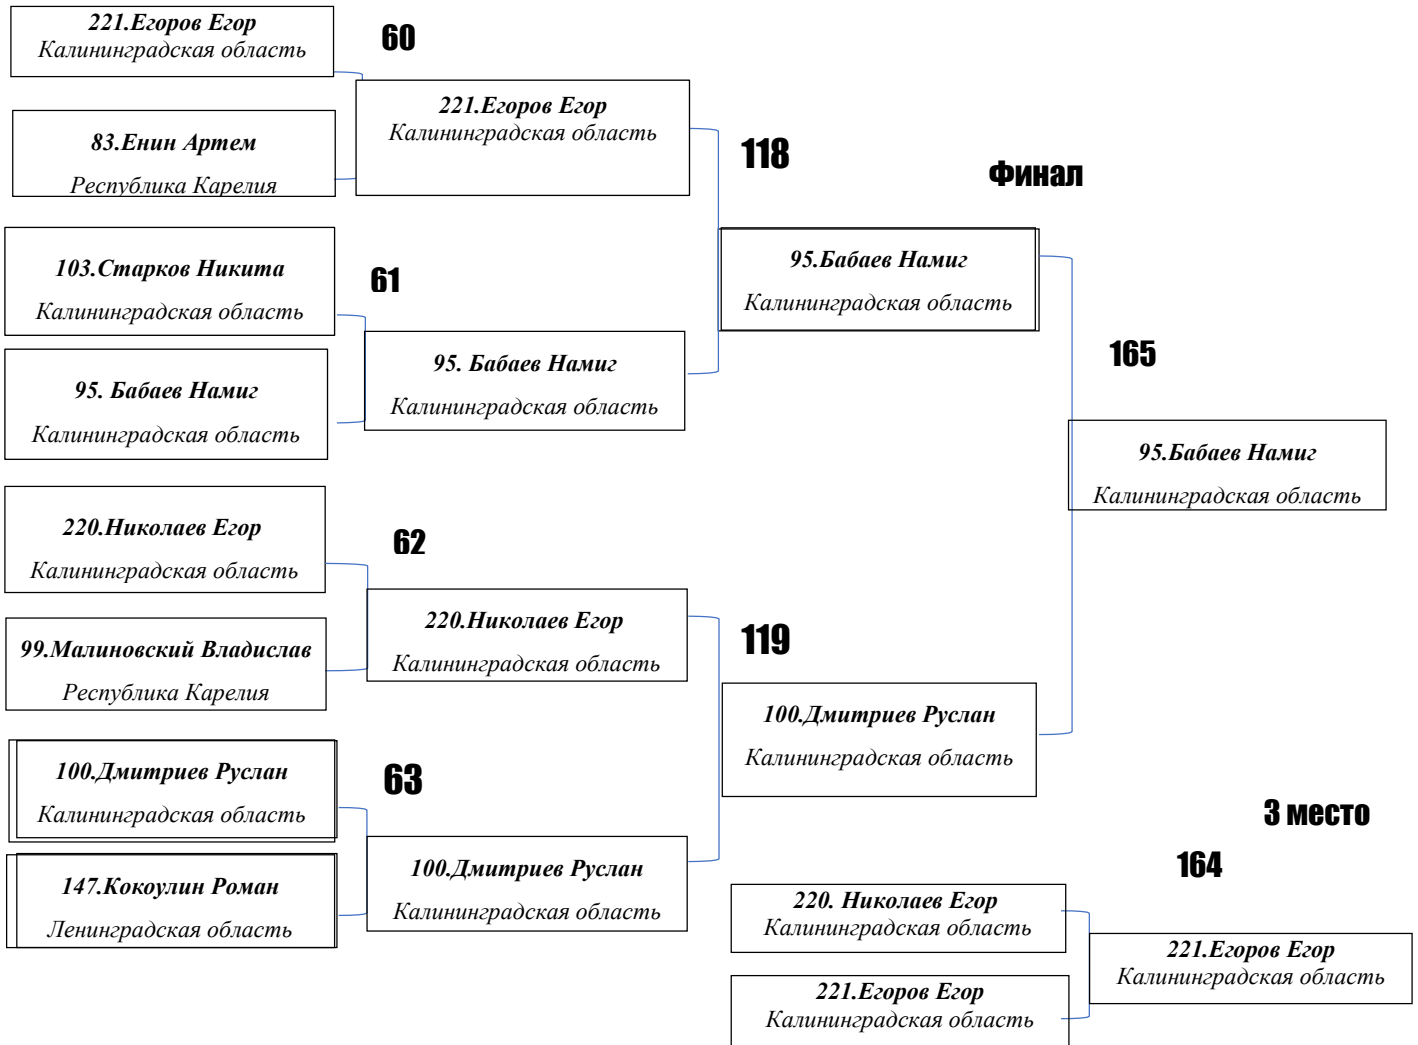 221.Егоров Егор
Калининградская область
60
83.Енин Артем
Республика Карелия
221.Егоров Егор
Калининградская область
118
Финал
103.Старков Никита
Калининградская область
61
95. Бабаев Намиг
Калининградская область
95. Бабаев Намиг
Калининградская область
95.Бабаев Намиг
Калининградская область
165
95.Бабаев Намиг
Калининградская область
220.Николаев Егор
Калининградская область
62
99.Малиновский Владислав
Республика Карелия
220.Николаев Егор
Калининградская область
119
100.Дмитриев Руслан
Калининградская область
100.Дмитриев Руслан
Калининградская область
63
147.Кокоулин Роман
Ленинградская область
100.Дмитриев Руслан
Калининградская область
3 место
164
220. Николаев Егор
Калининградская область
221.Егоров Егор
Калининградская область
221.Егоров Егор
Калининградская область